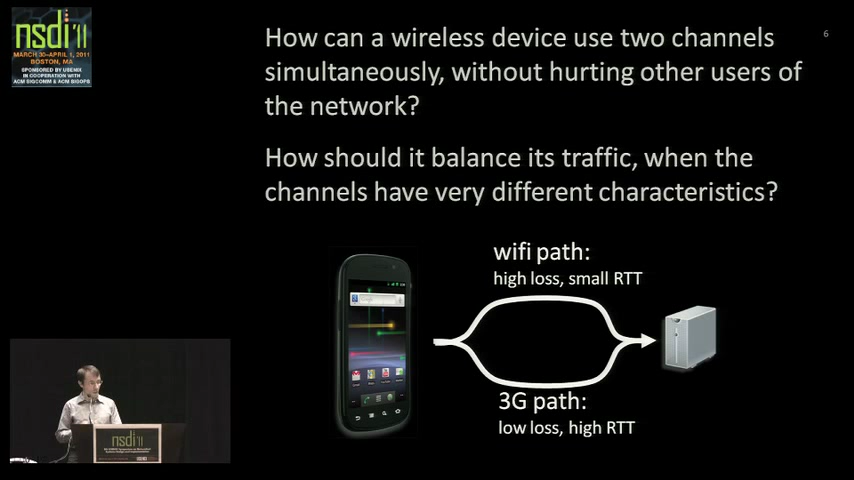 nsdi'11
MARCH 30–APRIL 1, 2011
BOSTON, MA
SPONSORED BY USENIX
IN COOPERATION WITH
ACM SIGCOMM & ACM SIGOPS
6
How can a wireless device use two channels
simultaneously, without hurting other users of
the network?
How should it balance its traffic, when the
channels have very different characteristics?
wifi path:
high loss, small RTT
3G path:
low loss, high RTT
nsdi'11